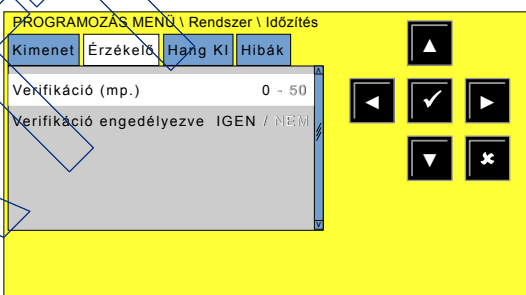 PROGRAMOZÁS MENÜ \ Rendszer \ Időzítés
Kimenet Érzékelő Hang KI Hibák
Verifikáció (mp.) 0 - 50
Verifikáció engedélyezve IGEN / NEM